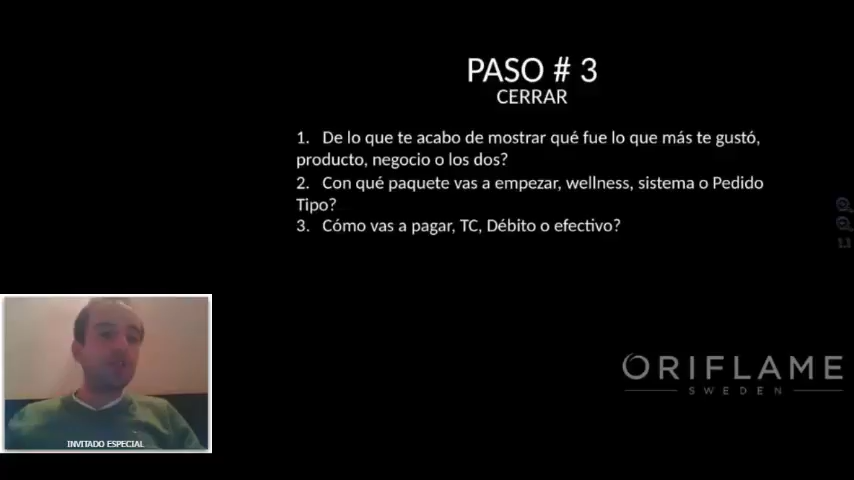 PASO # 3
CERRAR
1. De lo que te acabo de mostrar qué fue lo que más te gustó,
producto, negocio o los dos?
2. Con qué paquete vas a empezar, wellness, sistema o Pedido
Tipo?
3. Cómo vas a pagar, TC, Débito o efectivo?
1.1
ORIFLAME
SWEDEN
INVITADO ESPECIAL